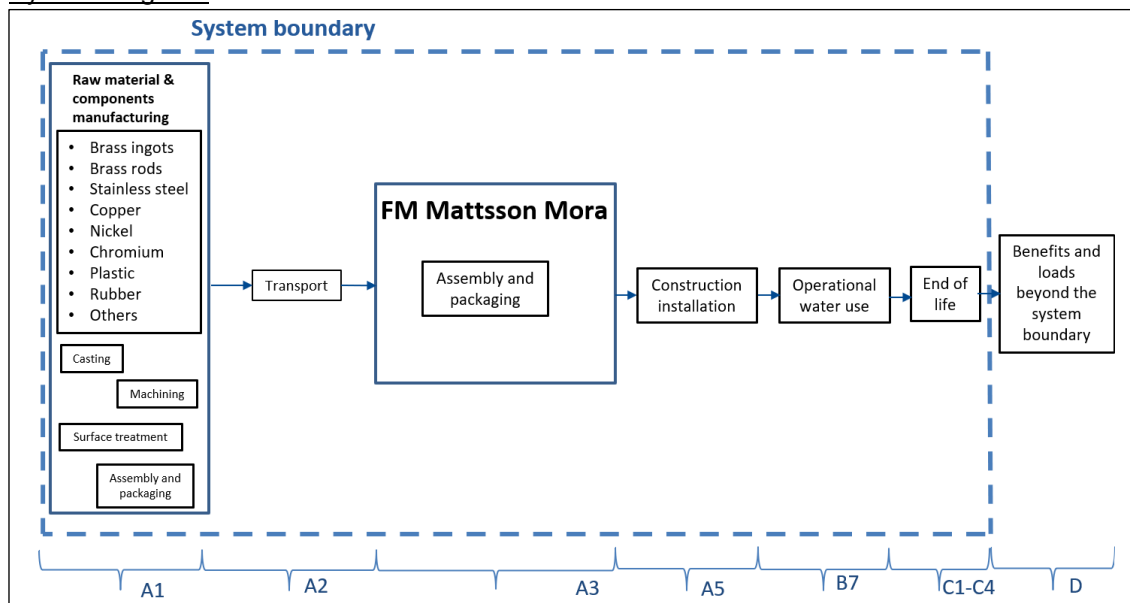 System boundary
Raw material &
components
manufacturing
• Brass ingots
• Brass rods
• Stainless steel
• Copper
• Nickel
• Chromium
• Plastic
• Rubber
• Others
Casting
Machining
Surface treatment
Assembly and
packaging
Transport
FM Mattsson Mora
Assembly and
packaging
Construction
installation
Operational
water use
End of
life
Benefits and
loads
beyond the
system
boundary
A1
A2
A3
A5
B7
C1-C4
D